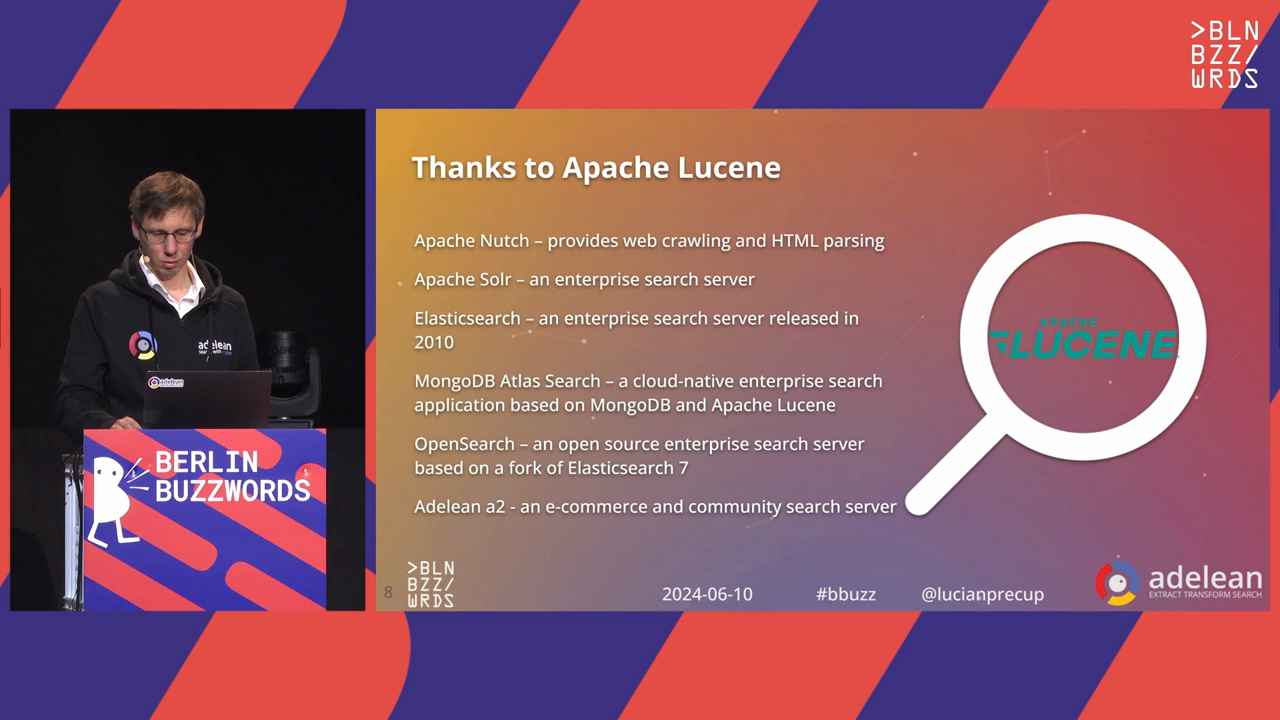 >BLN
BZZ/
WRDS
Thanks to Apache Lucene
Apache Nutch – provides web crawling and HTML parsing
Apache Solr – an enterprise search server
Elasticsearch – an enterprise search server released in
2010
MongoDB Atlas Search – a cloud-native enterprise search
application based on MongoDB and Apache Lucene
OpenSearch – an open source enterprise search server
based on a fork of Elasticsearch 7
Adelean a2 - an e-commerce and community search server
APACHE
LUCENE
adelean
adelean
BERLIN
BUZZWORDS
8
>BLN
BZZ/
WRDS
2024-06-10
#bbuzz
@lucianprecup
adelean
EXTRACT TRANSFORM SEARCH